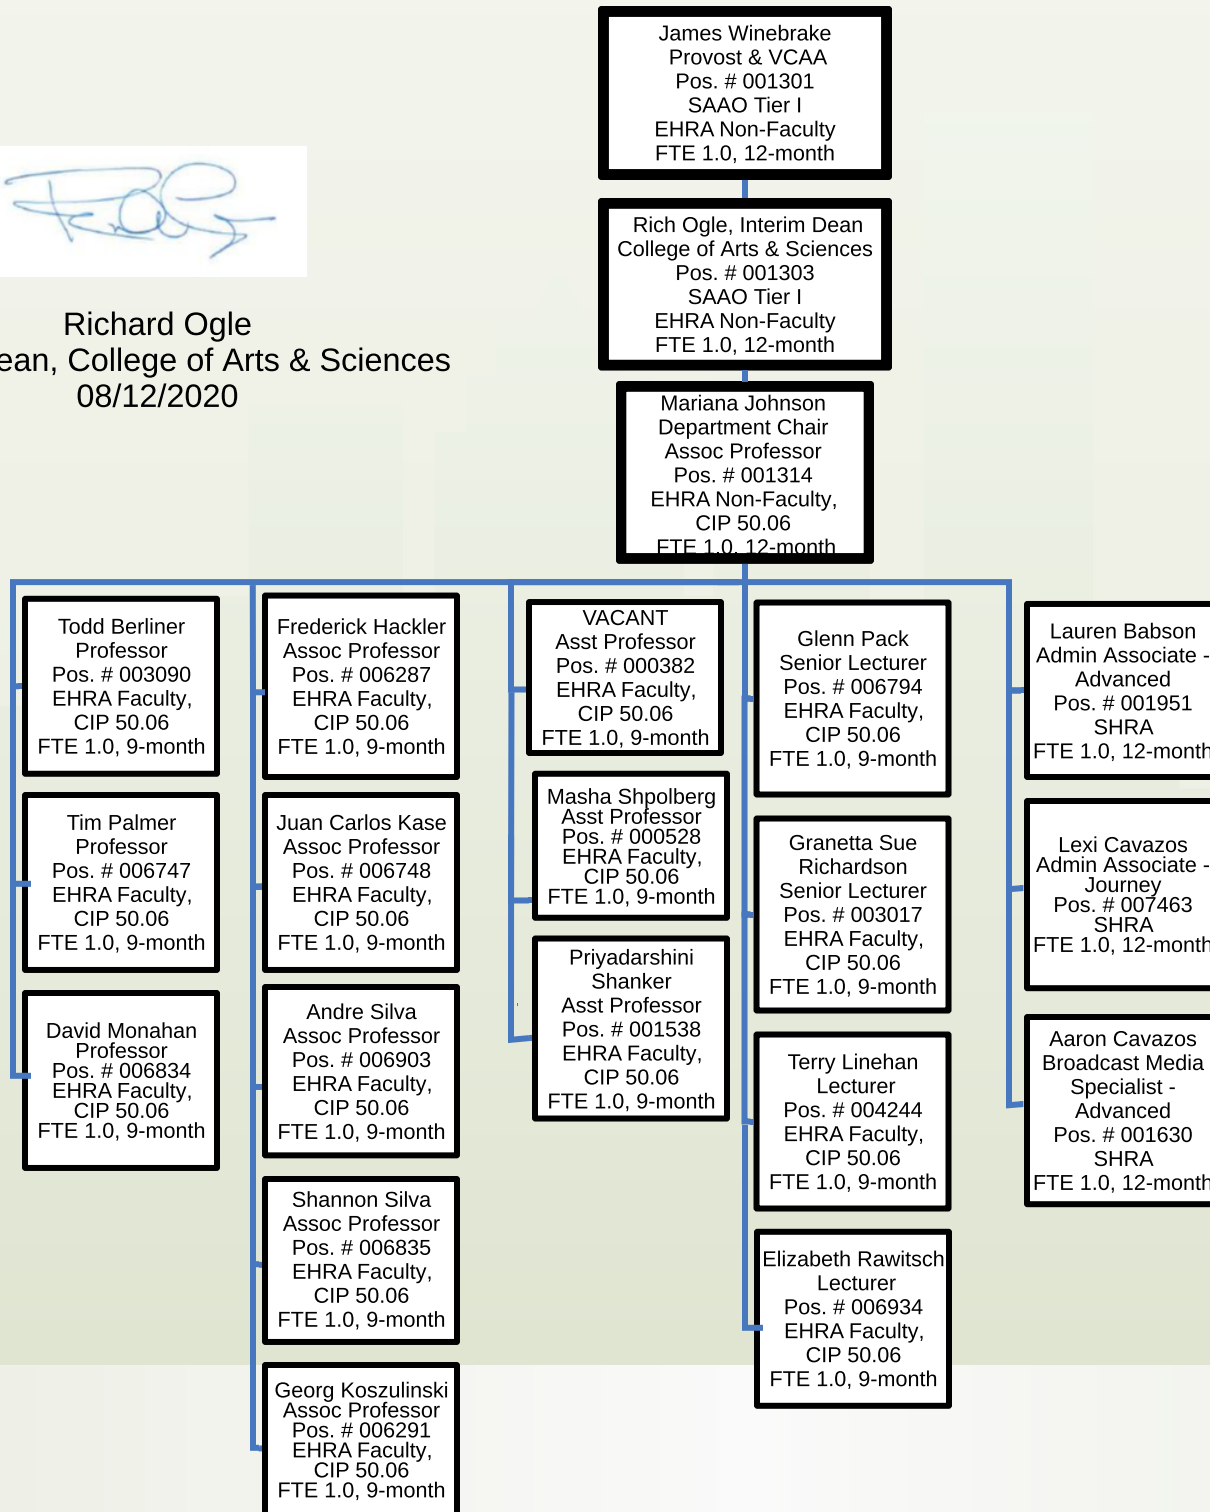 James Winebrake
Provost & VCAA
Pos. # 001301
SAAO Tier I
EHRA Non-Faculty
FTE 1.0, 12-month
Rich Ogle, Interim Dean
College of Arts & Sciences
Pos. # 001303
SAAO Tier I
EHRA Non-Faculty
FTE 1.0, 12-month
Richard Ogle
ean, College of Arts & Sciences
08/12/2020
Mariana Johnson
Department Chair
Assoc Professor
Pos. # 001314
EHRA Non-Faculty,
CIP 50.06
FTE 1.0, 12-month
Todd Berliner
Professor
Pos. # 003090
EHRA Faculty,
CIP 50.06
FTE 1.0, 9-month
Tim Palmer
Professor
Pos. # 006747
EHRA Faculty,
CIP 50.06
FTE 1.0, 9-month
David Monahan
Professor
Pos. # 006834
EHRA Faculty,
CIP 50.06
FTE 1.0, 9-month
Frederick Hackler
Assoc Professor
Pos. # 006287
EHRA Faculty,
CIP 50.06
FTE 1.0, 9-month
Juan Carlos Kase
Assoc Professor
Pos. # 006748
EHRA Faculty,
CIP 50.06
FTE 1.0, 9-month
Andre Silva
Assoc Professor
Pos. # 006903
EHRA Faculty,
CIP 50.06
FTE 1.0, 9-month
Shannon Silva
Assoc Professor
Pos. # 006835
EHRA Faculty,
CIP 50.06
FTE 1.0, 9-month
Georg Koszulinski
Assoc Professor
Pos. # 006291
EHRA Faculty,
CIP 50.06
FTE 1.0, 9-month
VACANT
Asst Professor
Pos. # 000382
EHRA Faculty,
CIP 50.06
FTE 1.0, 9-month
Masha Shpolberg
Asst Professor
Pos. # 000528
EHRA Faculty,
CIP 50.06
FTE 1.0, 9-month
Priyadarshini
Shanker
Asst Professor
Pos. # 001538
EHRA Faculty,
CIP 50.06
FTE 1.0, 9-month
Glenn Pack
Senior Lecturer
Pos. # 006794
EHRA Faculty,
CIP 50.06
FTE 1.0, 9-month
Granetta Sue
Richardson
Senior Lecturer
Pos. # 003017
EHRA Faculty,
CIP 50.06
FTE 1.0, 9-month
Terry Linehan
Lecturer
Pos. # 004244
EHRA Faculty,
CIP 50.06
FTE 1.0, 9-month
Elizabeth Rawitsch
Lecturer
Pos. # 006934
EHRA Faculty,
CIP 50.06
FTE 1.0, 9-month
Lauren Babson
Admin Associate -
Advanced
Pos. # 001951
SHRA
FTE 1.0, 12-month
Lexi Cavazos
Admin Associate -
Journey
Pos. # 007463
SHRA
FTE 1.0, 12-month
Aaron Cavazos
Broadcast Media
Specialist -
Advanced
Pos. # 001630
SHRA
FTE 1.0, 12-month